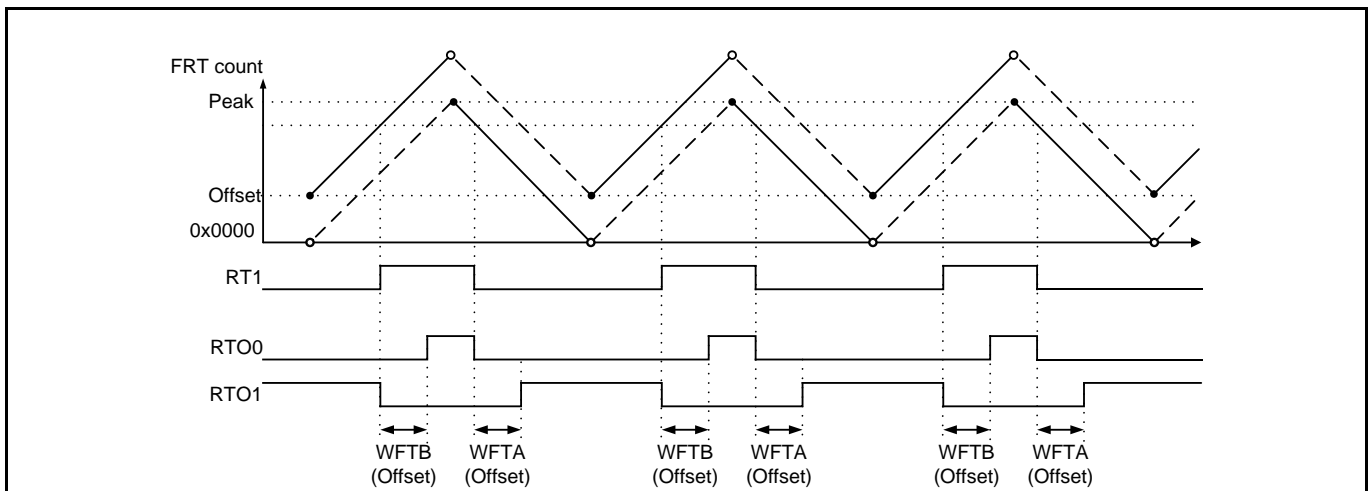 FRT count
Peak
Offset
0x0000
RT1
RTO0
RTO1
WFTB WFTA WFTB WFTA WFTB WFTA
(Offset) (Offset) (Offset) (Offset) (Offset) (Offset)